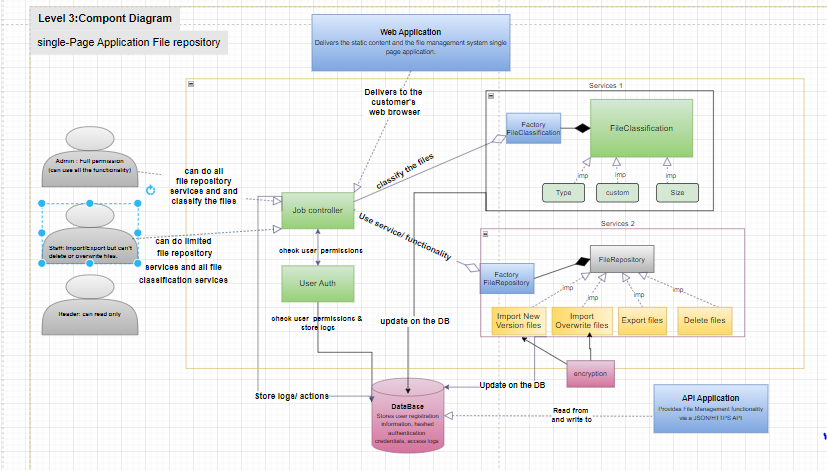 Level 3:Compont Diagram
single-Page Application File repository
Web Application
Delivers the static content and the file management system single
page application.
Delivers to the
customer's
web browser
Services 1
Factory
FileClassification
FileClassification
imp
imp
imp
Type
custom
Size
classify the files
Admin : Full permission
(can use all the functionality)
can do all
file repository
services and and
classify the files
Job controller
Staff: Import/Export but can't
delete or overwrite files.
can do limited
file repository
services and all file
classification services
Use service/ functionality
check user permissions
User Auth
check user permissions &
store logs
Header: can read only
Services 2
Factory
FileRepository
FileRepository
imp
imp
imp
imp
Import New
Version files
Import
Overwrite files
Export files
Delete files
update on the DB
encryption
Update on the DB
Store logs/ actions
DataBase
Stores user registration
information, hashed
authentication
credentials, access logs
Read from
and write to
API Application
Provides File Management functionality
via a JSON/HTTPS API